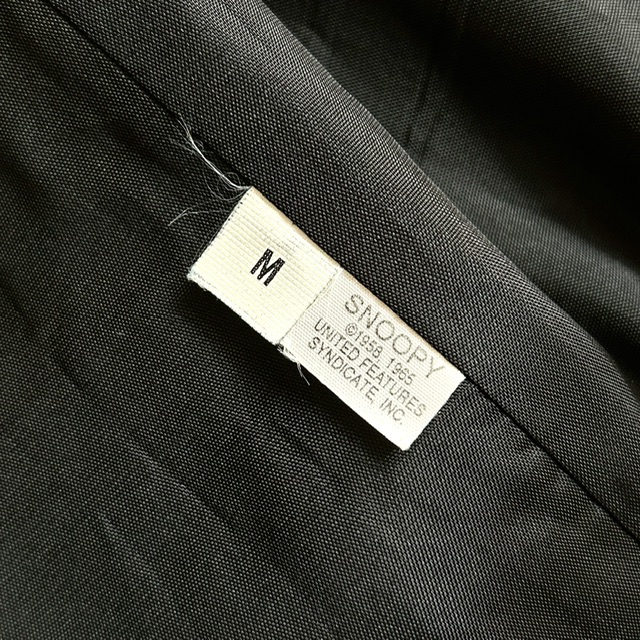 M
SNOOPY
©1958, 1965
UNITED FEATURES
SYNDICATE, INC.